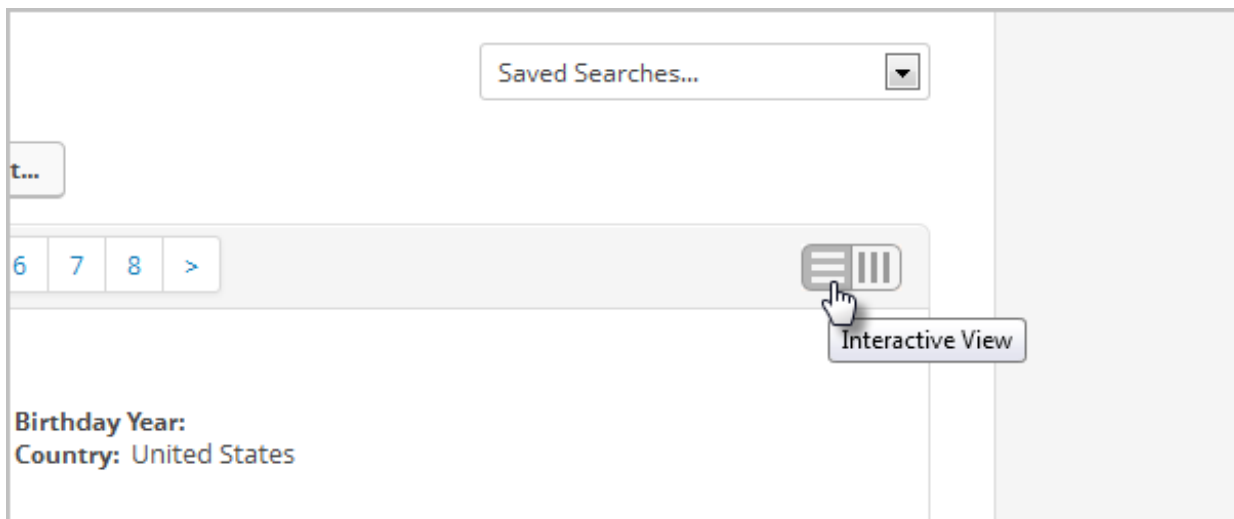 Saved Searches...
t...
6 7 8 >
Interactive View
Birthday Year:
Country: United States